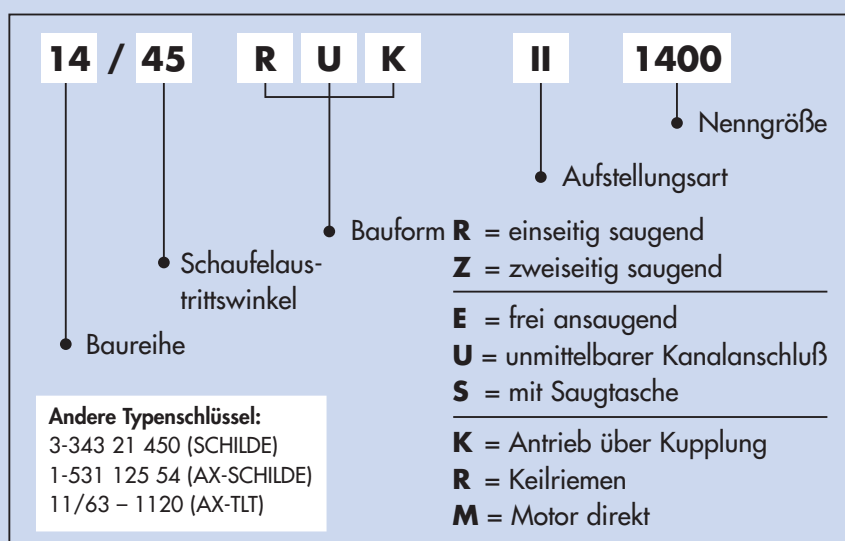 14 / 45 R U K II 1400
Nenngröße
Aufstellungsart
Bauform R = einseitig saugend
Z = zweiseitig saugend
Schaufelaus-
trittswinkel
E = frei ansaugend
U = unmittelbarer Kanalanschluß
S = mit Saugtasche
Baureihe
K = Antrieb über Kupplung
R = Keilriemen
M = Motor direkt
Andere Typenschlüssel:
3-343 21 450 (SCHILDE)
1-531 125 54 (AX-SCHILDE)
11/63 – 1120 (AX-TLT)